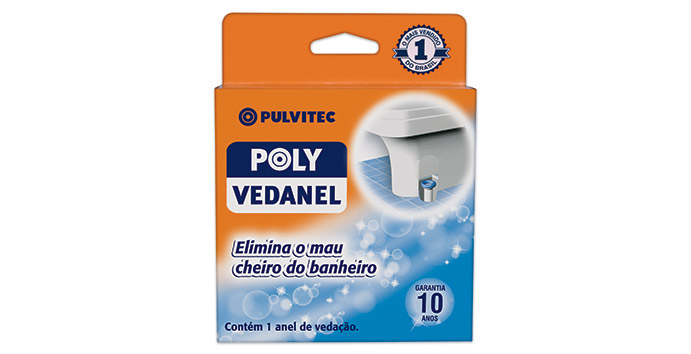 O MAIS VENDIDO
1
DO BRASIL
PULVITEC
POLY
VEDANEL
Elimina o mau
cheiro do banheiro
GARANTIA
10
ANOS
Contém 1 anel de vedação.